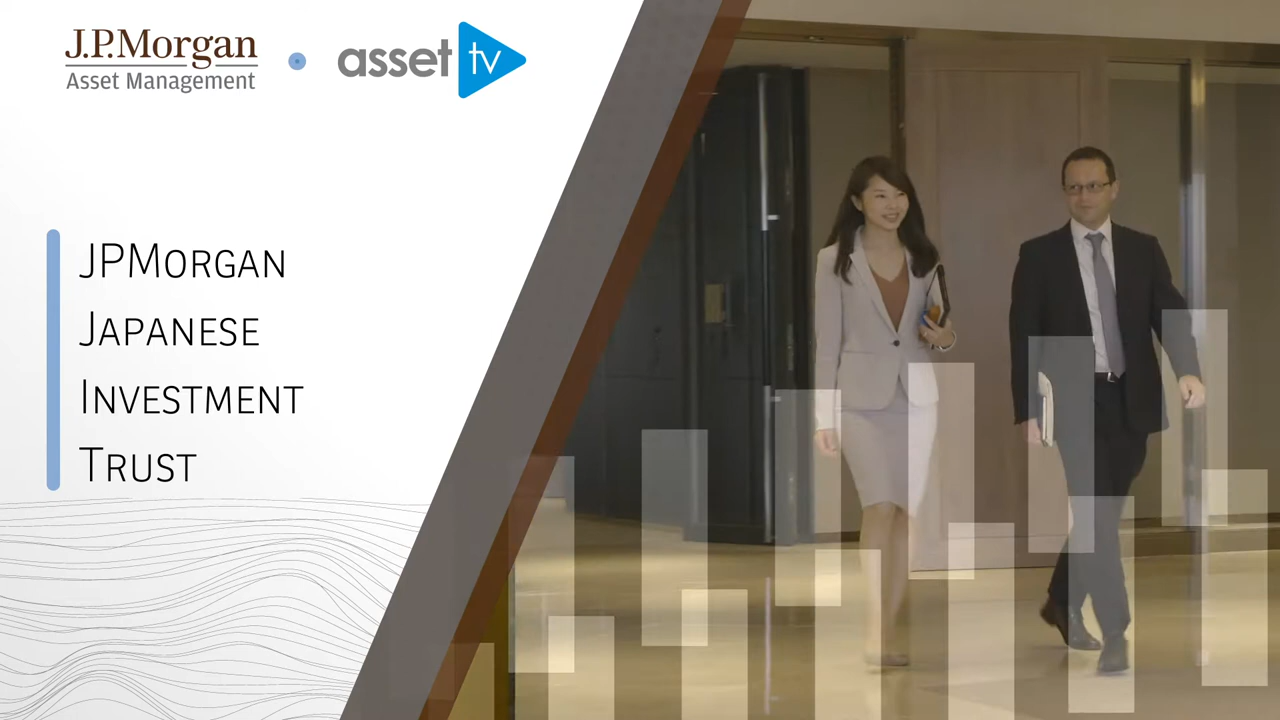 J.P.Morgan
Asset Management
asset tv
JPMORGAN
JAPANESE
INVESTMENT
TRUST